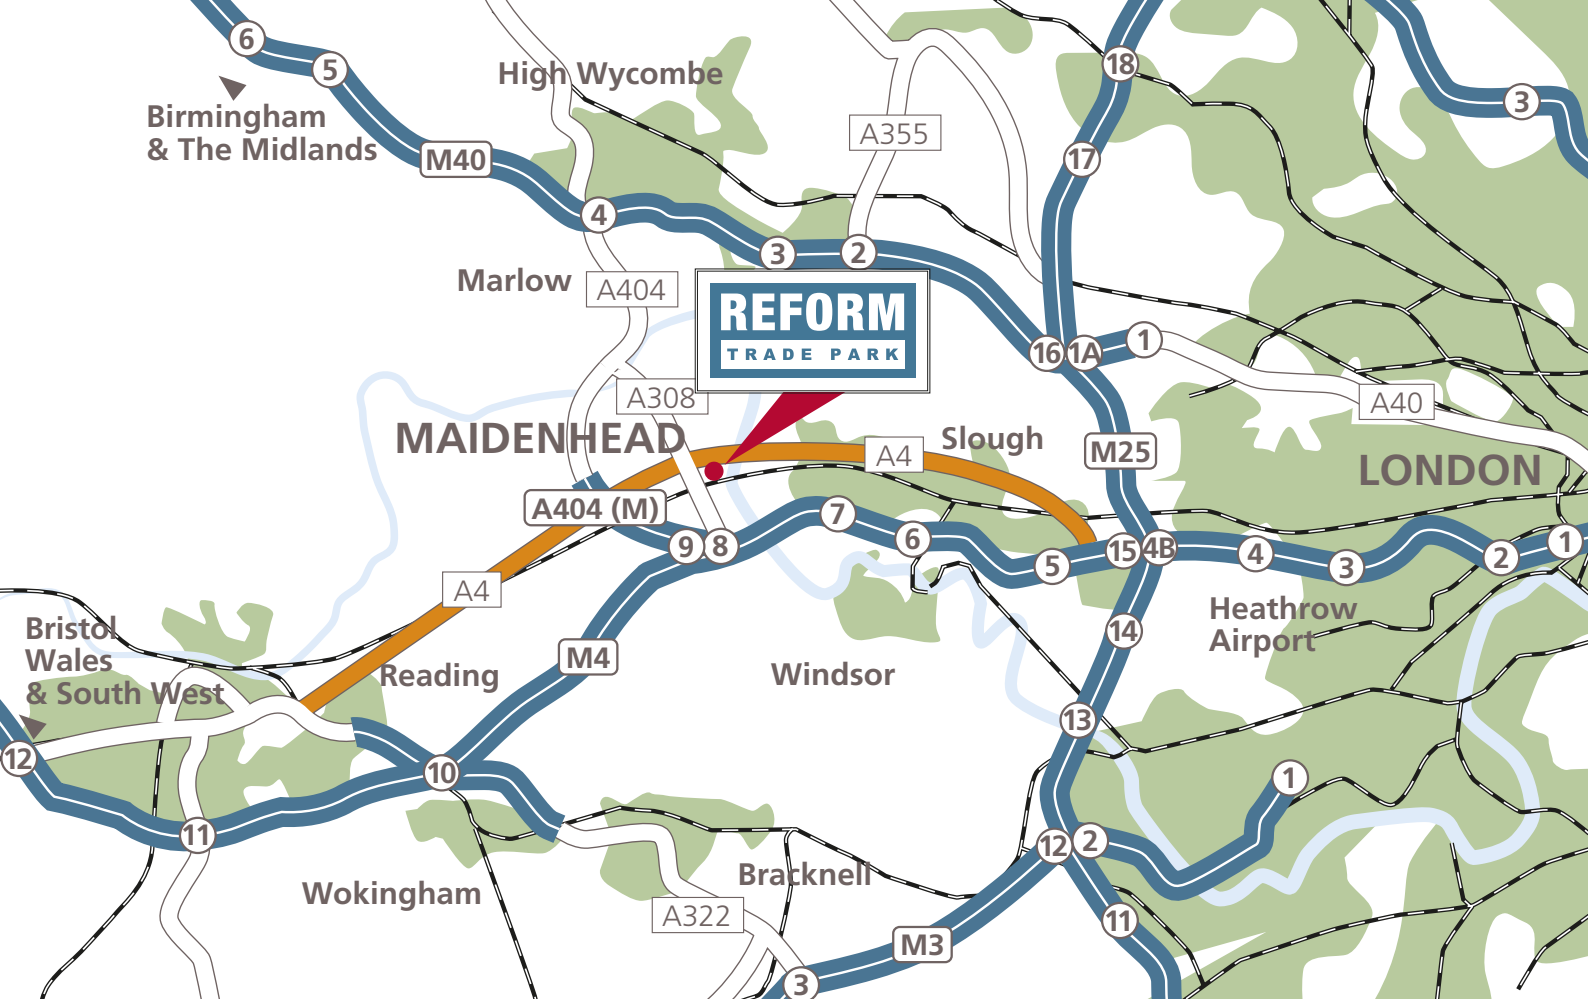 6
5
High Wycombe
18
3
Birmingham
& The Midlands
A355
M40
17
4
3
2
Marlow
A404
REFORM
TRADE PARK
16
1A
1
A308
A40
MAIDENHEAD
A4
Slough
M25
LONDON
A404 (M)
9
8
7
6
5
15
4B
4
3
2
1
A4
Heathrow
Airport
14
Bristol
Wales
& South West
M4
Reading
Windsor
13
12
10
1
11
12
2
Bracknell
Wokingham
A322
11
M3
3